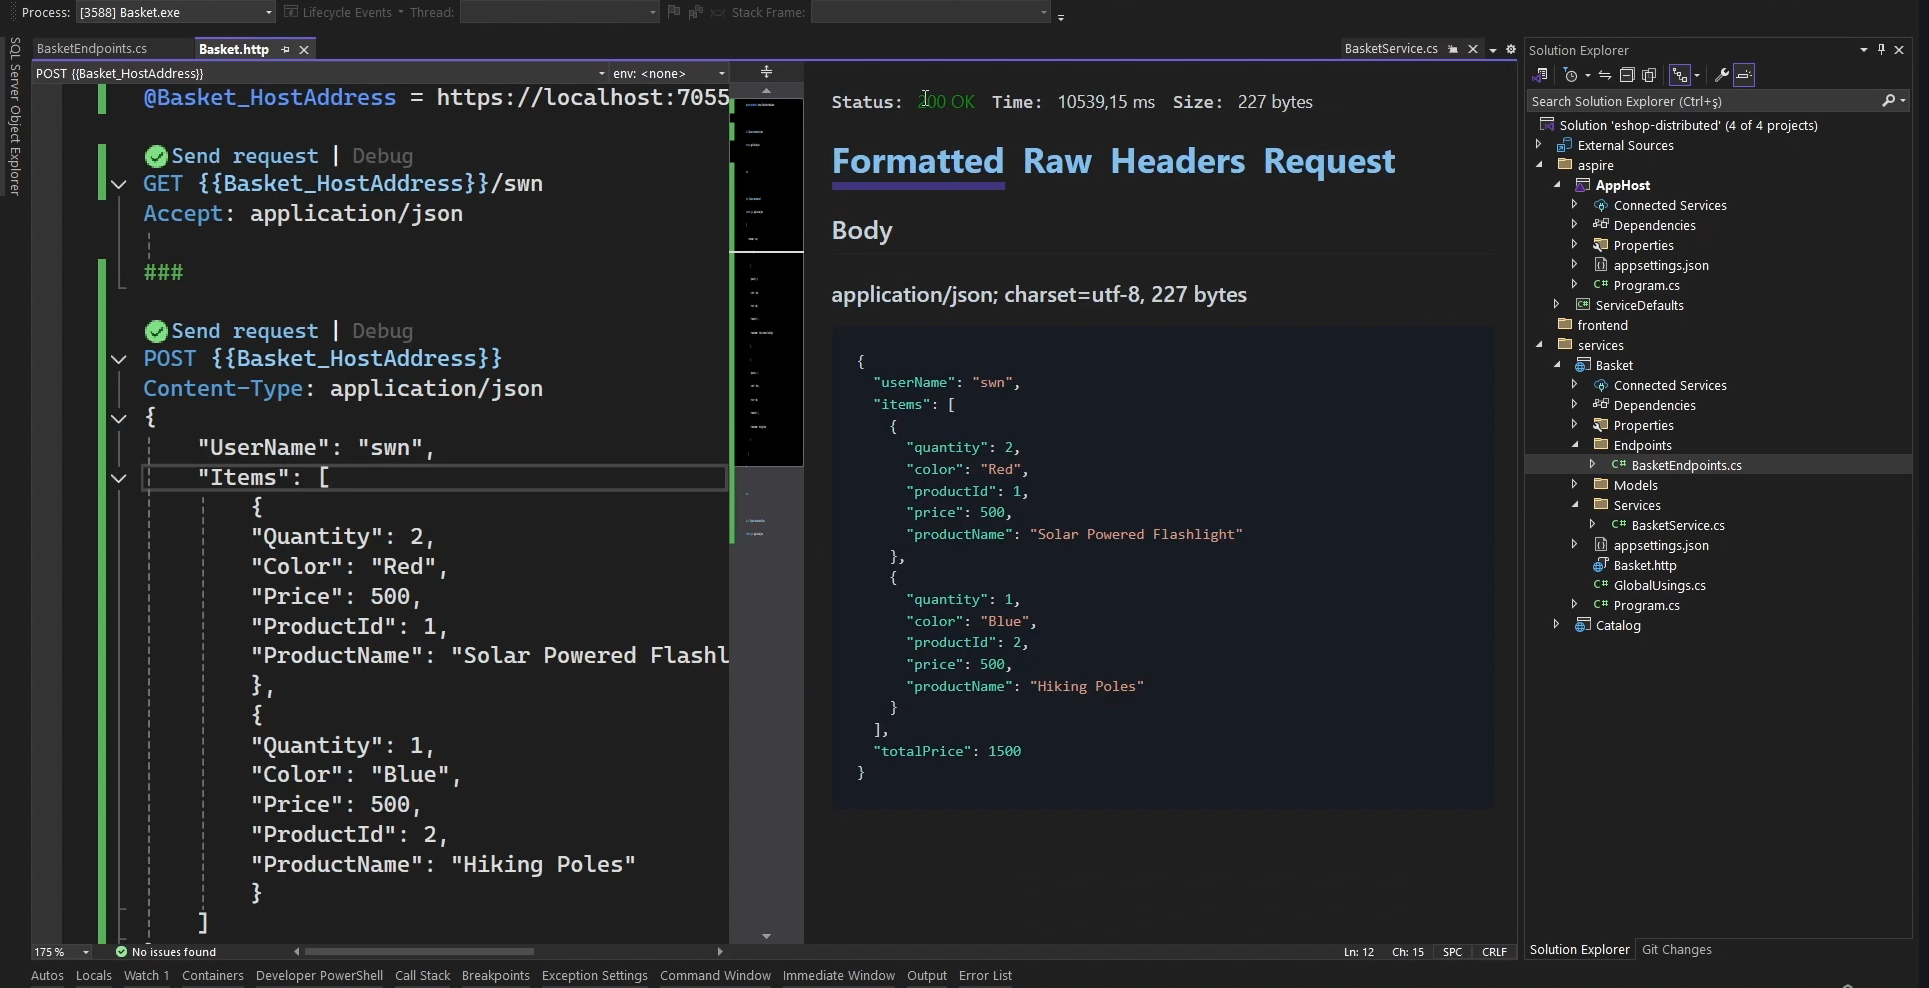 Process: [3588] Basket.exe Lifecycle Events Thread: Stack Frame:
SQL Server Object Explorer
BasketEndpoints.cs Basket.http BasketService.cs
POST {{Basket_HostAddress}} env: <none>
@Basket_HostAddress = https://localhost:7055
Send request | Debug
GET {{Basket_HostAddress}}/swn
Accept: application/json
###
Send request | Debug
POST {{Basket_HostAddress}}
Content-Type: application/json
{
"UserName": "swn",
"Items": [
{
"Quantity": 2,
"Color": "Red",
"Price": 500,
"ProductId": 1,
"ProductName": "Solar Powered Flashl
},
{
"Quantity": 1,
"Color": "Blue",
"Price": 500,
"ProductId": 2,
"ProductName": "Hiking Poles"
}
]
175 % No issues found
Status: 200 OK Time: 10539,15 ms Size: 227 bytes
Formatted Raw Headers Request
Body
application/json; charset=utf-8, 227 bytes
{
"userName": "swn",
"items": [
{
"quantity": 2,
"color": "Red",
"productId": 1,
"price": 500,
"productName": "Solar Powered Flashlight"
},
{
"quantity": 1,
"color": "Blue",
"productId": 2,
"price": 500,
"productName": "Hiking Poles"
}
],
"totalPrice": 1500
}
Ln: 12 Ch: 15 SPC CRLF
Solution Explorer
Search Solution Explorer (Ctrl+ş)
Solution 'eshop-distributed' (4 of 4 projects)
External Sources
aspire
AppHost
Connected Services
Dependencies
Properties
appsettings.json
C# Program.cs
ServiceDefaults
frontend
services
Basket
Connected Services
Dependencies
Properties
Endpoints
C# BasketEndpoints.cs
Models
Services
C# BasketService.cs
appsettings.json
Basket.http
C# GlobalUsings.cs
C# Program.cs
Catalog
Solution Explorer Git Changes
Autos Locals Watch 1 Containers Developer PowerShell Call Stack Breakpoints Exception Settings Command Window Immediate Window Output Error List